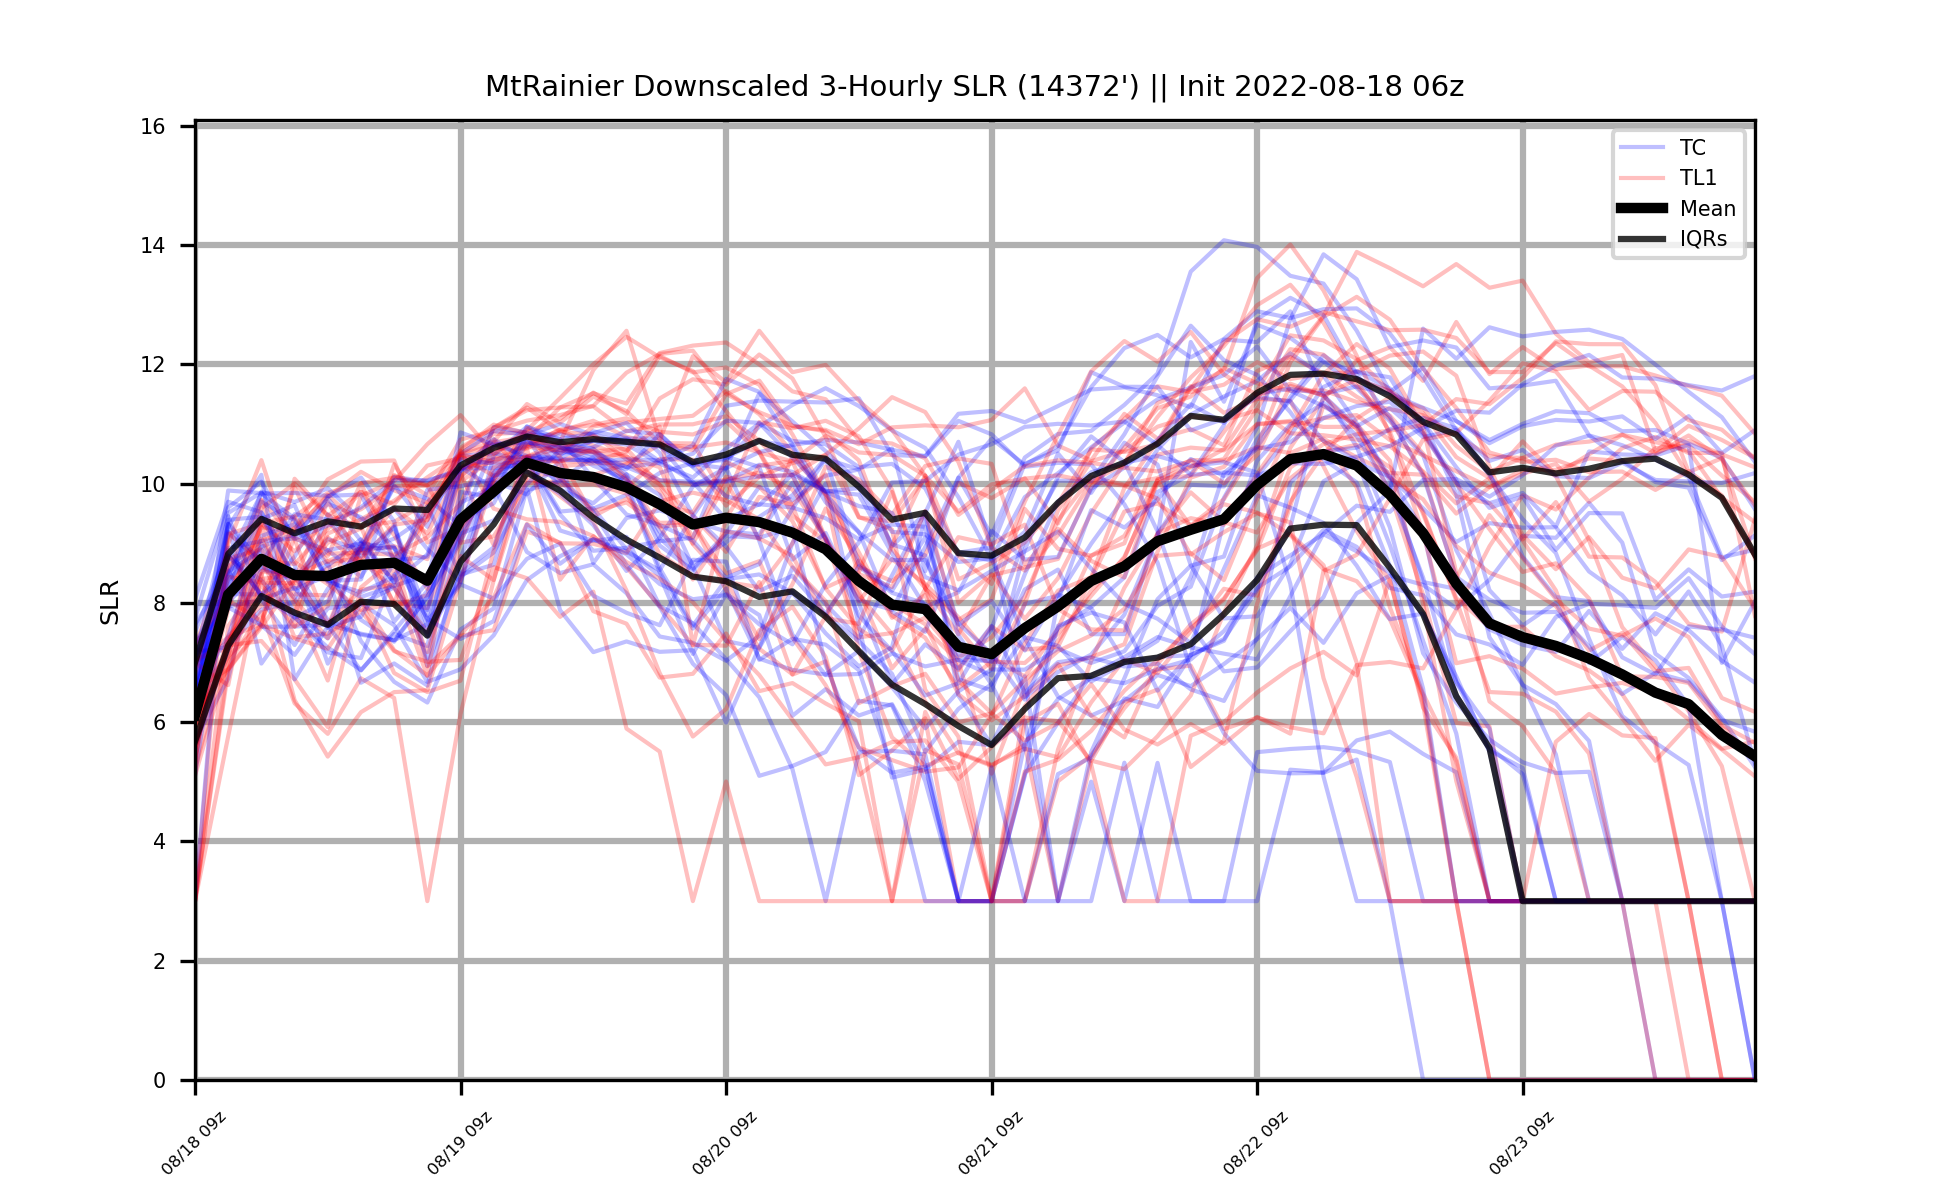 MtRainier Downscaled 3-Hourly SLR (14372') || Init 2022-08-18 06z
16
14
12
10
8
6
4
2
0
SLR
TC
TL1
Mean
IQRs
08/18 09z
08/19 09z
08/20 09z
08/21 09z
08/22 09z
08/23 09z